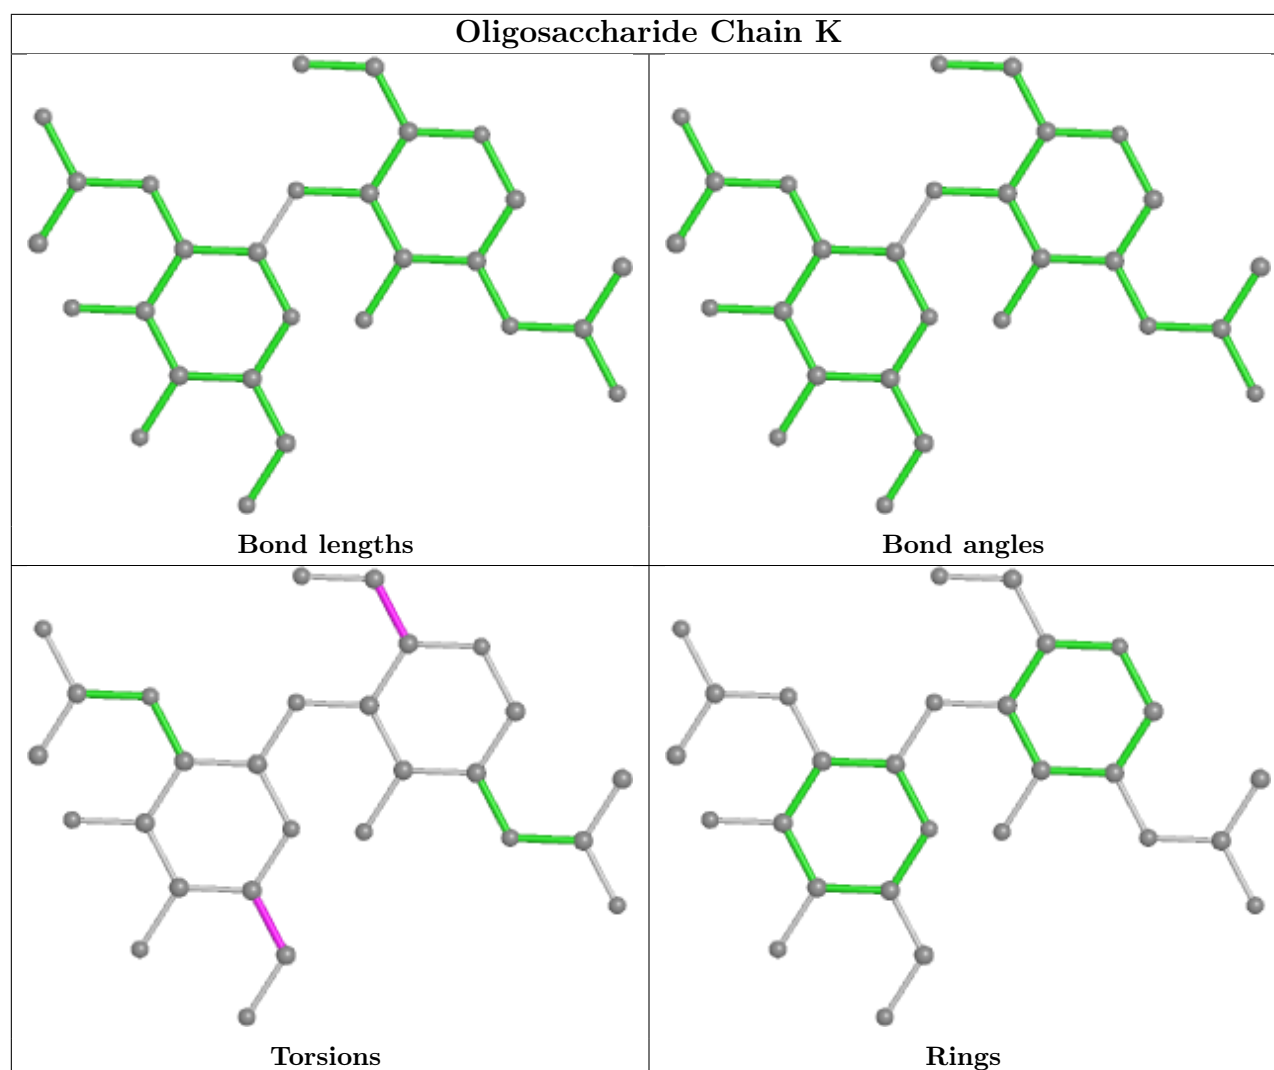 Oligosaccharide Chain K
Bond lengths
Bond angles
Torsions
Rings